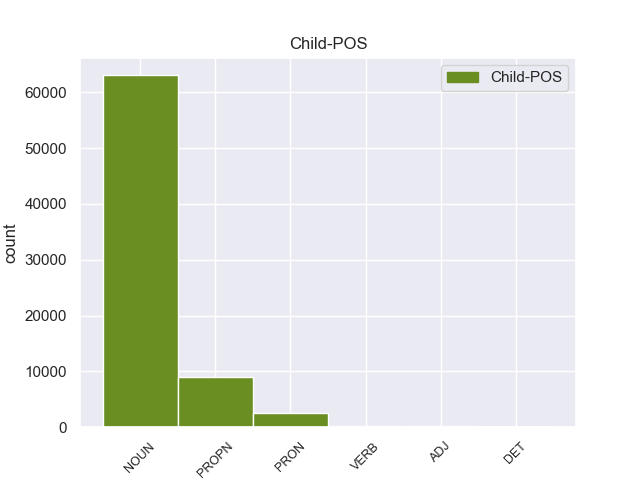 Child-POS
Child-POS
60000
50000
40000
30000
20000
10000
0
count
NOUN
PROPN
PRON
VERB
ADJ
DET